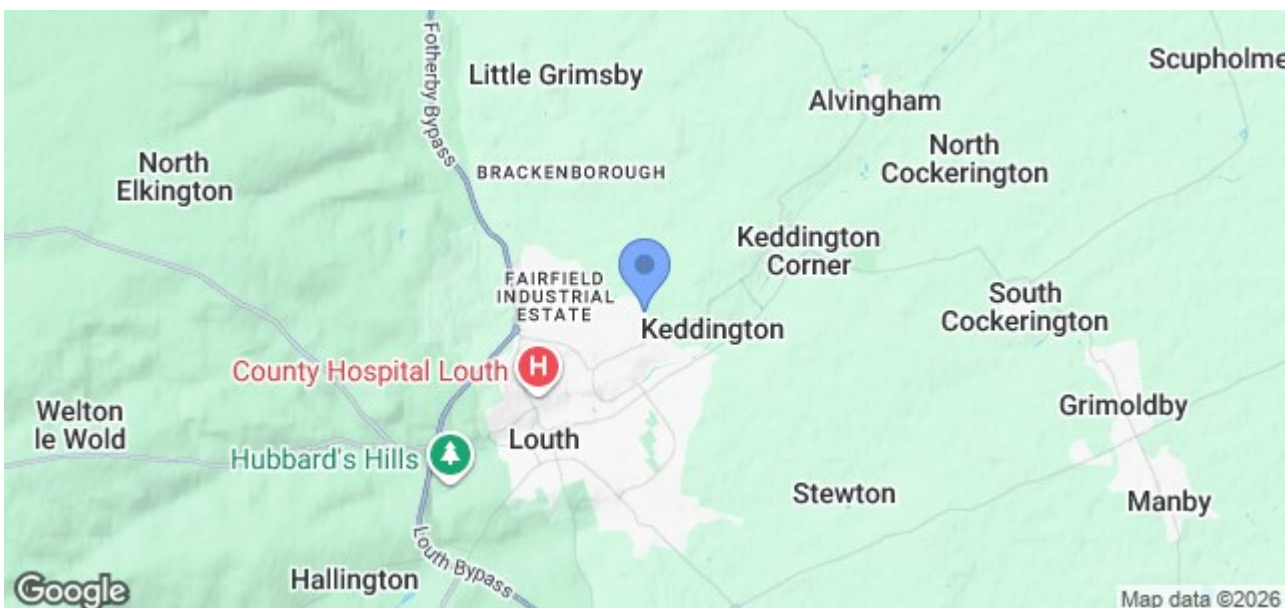 Fotherby Bypass
Little Grimsby
Scupholme
Alvingham
North
Elkington
BRACKENBOROUGH
North
Cockerington
Keddington
Corner
FAIRFIELD
INDUSTRIAL
ESTATE
South
Cockerington
Keddington
County Hospital Louth
H
Welton
le Wold
Grimoldby
Louth
Hubbard's Hills
Stewton
Manby
Louth Bypass
Hallington
Google
Map data ©2026